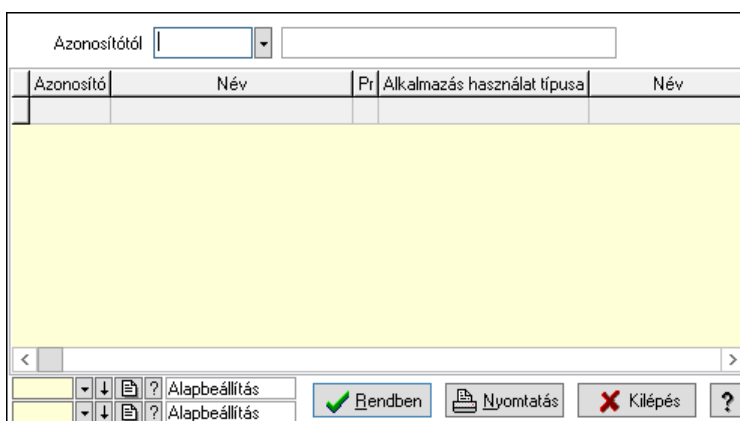 Azonosítótól
Azonosító Név Pr Alkalmazás használat típusa Név
? Alapbeállítás
? Alapbeállítás
Rendben Nyomtatás Kilépés ?